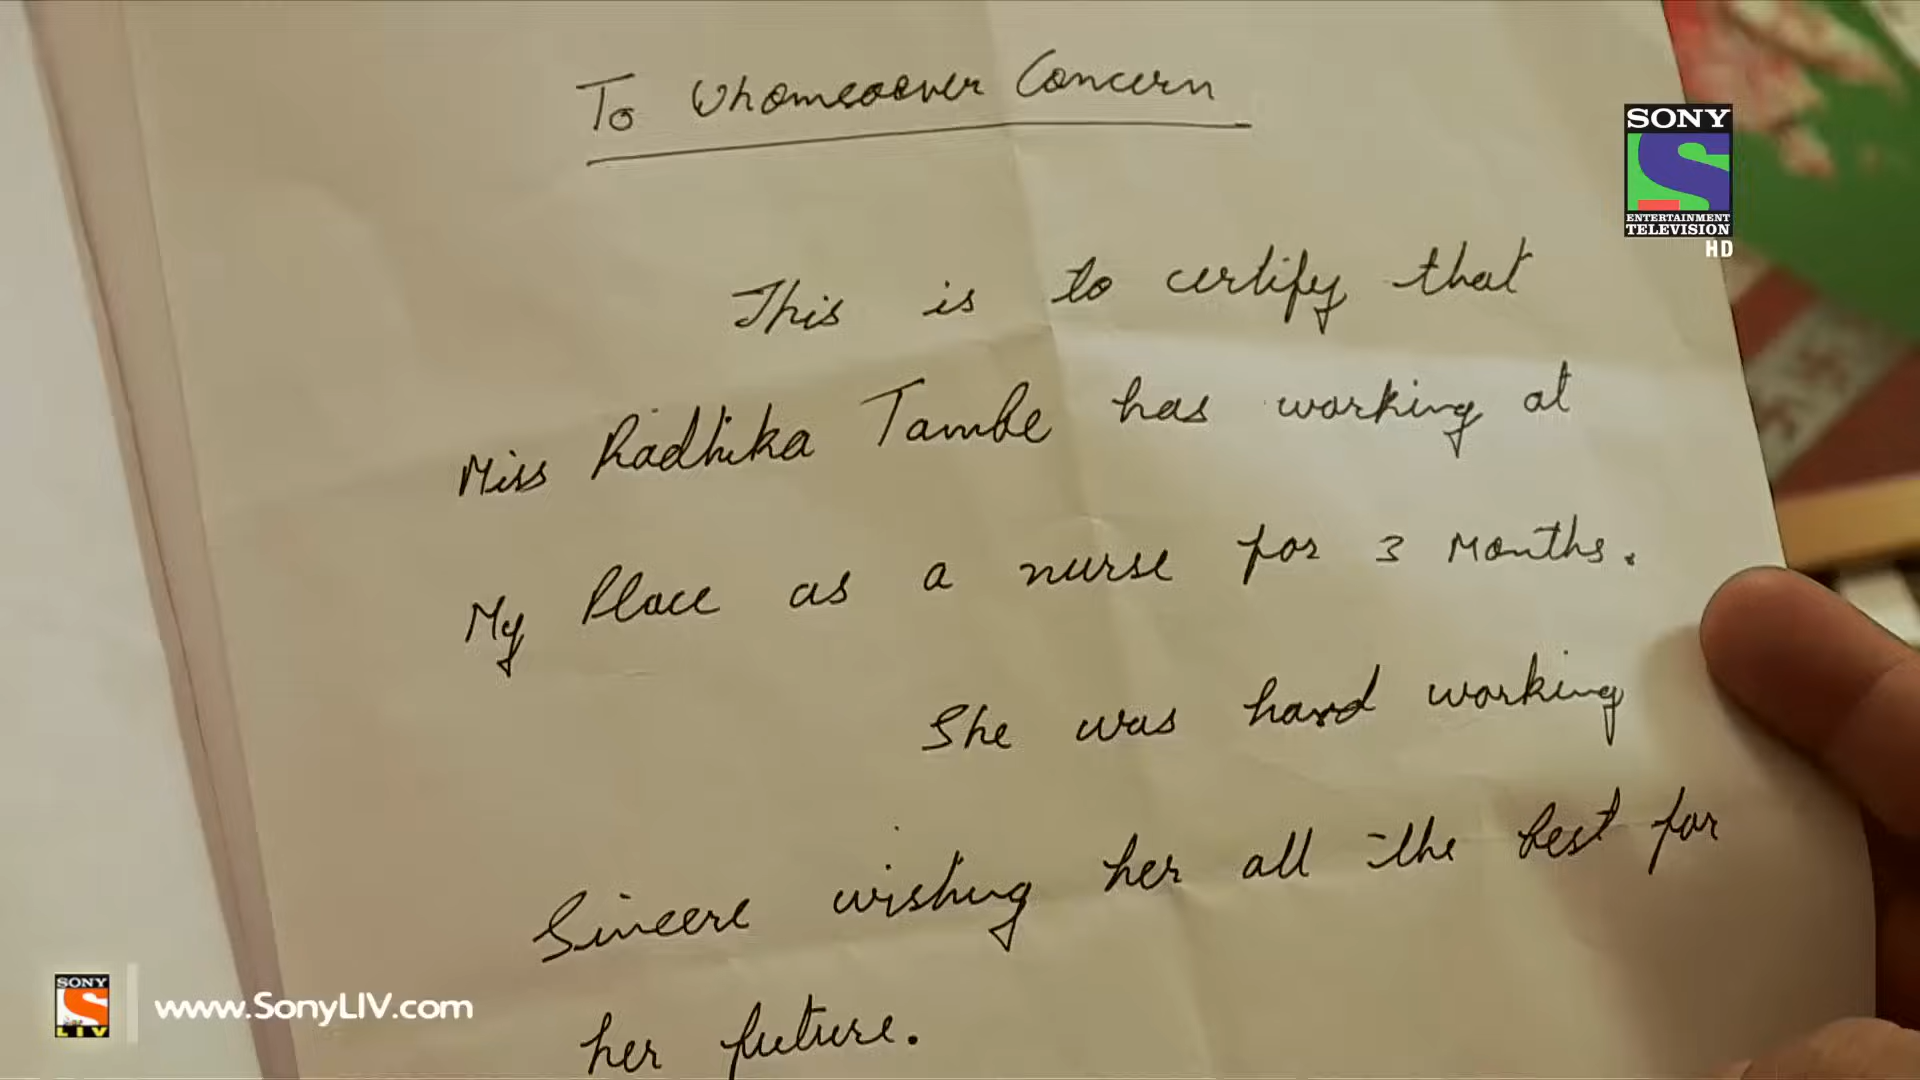 To Whomsoever Concern
SONY
ENTERTAINMENT
TELEVISION
HD
This is to certify that
Miss Radhika Tambe has working at
My Place as a nurse for 3 Months.
She was hard working
Sincere wishing her all the best for
her future.
SONY
LIV
www.SonyLIV.com